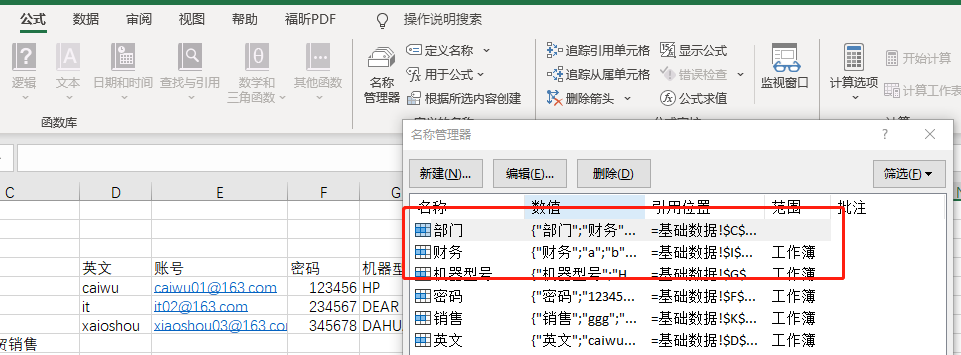 公式 数据 审阅 视图 帮助 福昕PDF 操作说明搜索
逻辑 文本 日期和时间 查找与引用 数学和三角函数 其他函数
函数库
名称管理器
定义名称
用于公式
根据所选内容创建
追踪引用单元格 显示公式
追踪从属单元格 错误检查
删除箭头 公式求值
监视窗口
计算选项
开始计算
计算工作表
名称管理器 ?
新建(N)... 编辑(E)... 删除(D) 筛选(F)
名称 数值 引用位置 范围 批注
部门 {"部门";"财务"... =基础数据!$C$...
财务 {"财务";"a";"b"... =基础数据!$I$... 工作簿
机器型号 {"机器型号";"H... =基础数据!$G$... 工作簿
密码 {"密码";"12345... =基础数据!$F$... 工作簿
销售 {"销售";"ggg";"... =基础数据!$K$... 工作簿
英文 {"英文";"caiwu... =基础数据!$D$... 工作簿
C D E F G
英文 账号 密码 机器型
caiwu caiwu01@163.com 123456 HP
it it02@163.com 234567 DEAR
xaioshou xiaoshou03@163.com 345678 DAHU
销售